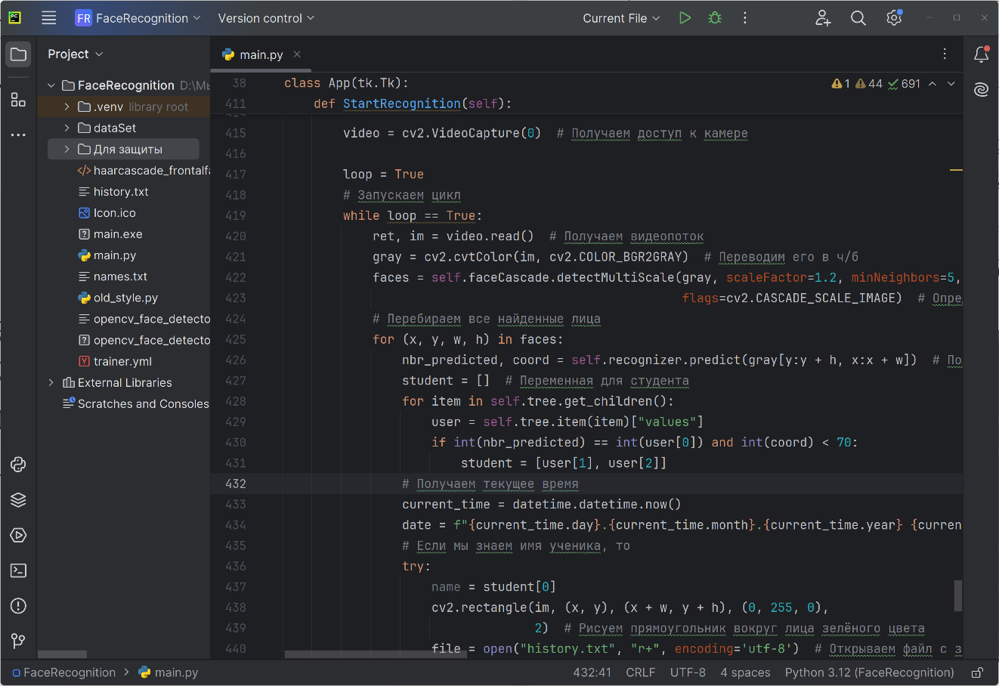 PC FR FaceRecognition Version control Current File
Project
main.py
FaceRecognition D:\Мы
.venv library root
dataSet
Для защиты
haarcascade_frontalfa
history.txt
Icon.ico
main.exe
main.py
names.txt
old_style.py
opencv_face_detecto
opencv_face_detecto
trainer.yml
External Libraries
Scratches and Consoles
1 44 691
38 class App(tk.Tk):
411 def StartRecognition(self):
415 video = cv2.VideoCapture(0)  # Получаем доступ к камере
416
417 loop = True
418 # Запускаем цикл
419 while loop == True:
420 ret, im = video.read()  # Получаем видеопоток
421 gray = cv2.cvtColor(im, cv2.COLOR_BGR2GRAY)  # Переводим его в ч/б
422 faces = self.faceCascade.detectMultiScale(gray, scaleFactor=1.2, minNeighbors=5,
423 flags=cv2.CASCADE_SCALE_IMAGE)  # Опред
424 # Перебираем все найденные лица
425 for (x, y, w, h) in faces:
426 nbr_predicted, coord = self.recognizer.predict(gray[y:y + h, x:x + w])  # По
427 student = []  # Переменная для студента
428 for item in self.tree.get_children():
429 user = self.tree.item(item)["values"]
430 if int(nbr_predicted) == int(user[0]) and int(coord) < 70:
431 student = [user[1], user[2]]
432 # Получаем текущее время
433 current_time = datetime.datetime.now()
434 date = f"{current_time.day}.{current_time.month}.{current_time.year} {curren
435 # Если мы знаем имя ученика, то
436 try:
437 name = student[0]
438 cv2.rectangle(im, (x, y), (x + w, y + h), (0, 255, 0),
439 2)  # Рисуем прямоугольник вокруг лица зелёного цвета
440 file = open("history.txt", "r+", encoding='utf-8')  # Открываем файл с з
FaceRecognition > main.py 432:41 CRLF UTF-8 4 spaces Python 3.12 (FaceRecognition)